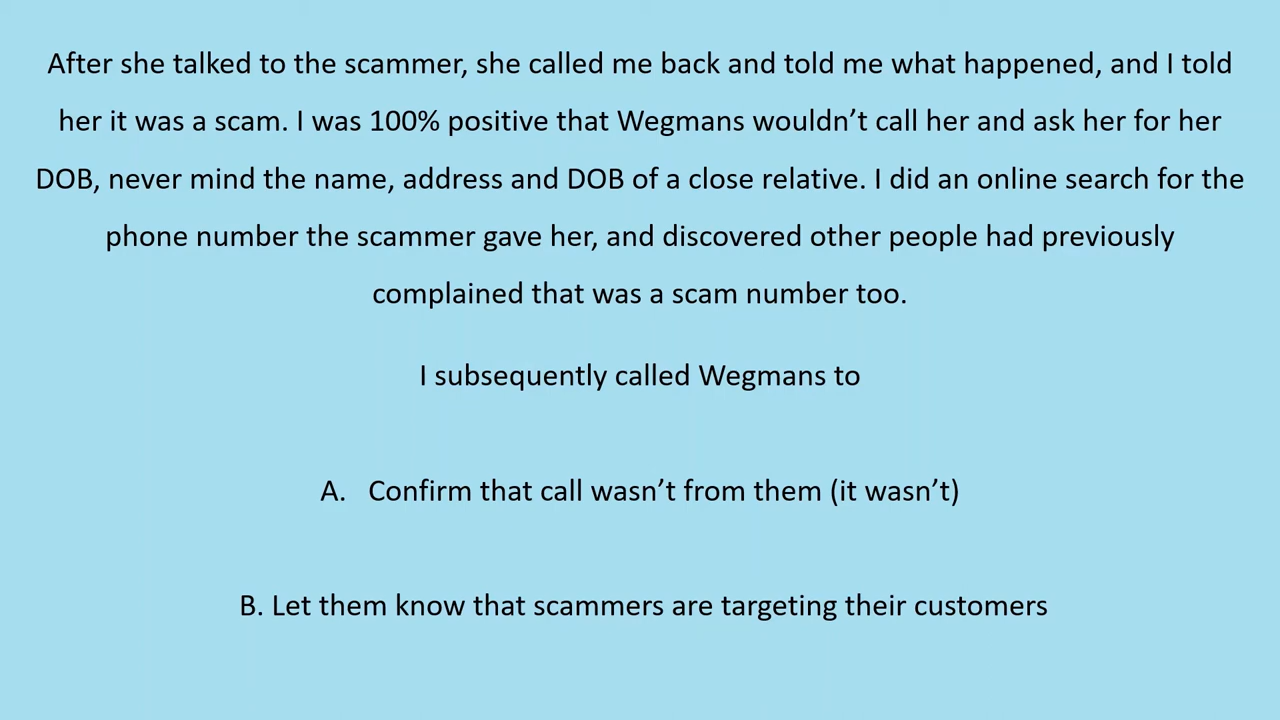 After she talked to the scammer, she called me back and told me what happened, and I told
her it was a scam. I was 100% positive that Wegmans wouldn’t call her and ask her for her
DOB, never mind the name, address and DOB of a close relative. I did an online search for the
phone number the scammer gave her, and discovered other people had previously
complained that was a scam number too.
I subsequently called Wegmans to
A. Confirm that call wasn’t from them (it wasn’t)
B. Let them know that scammers are targeting their customers